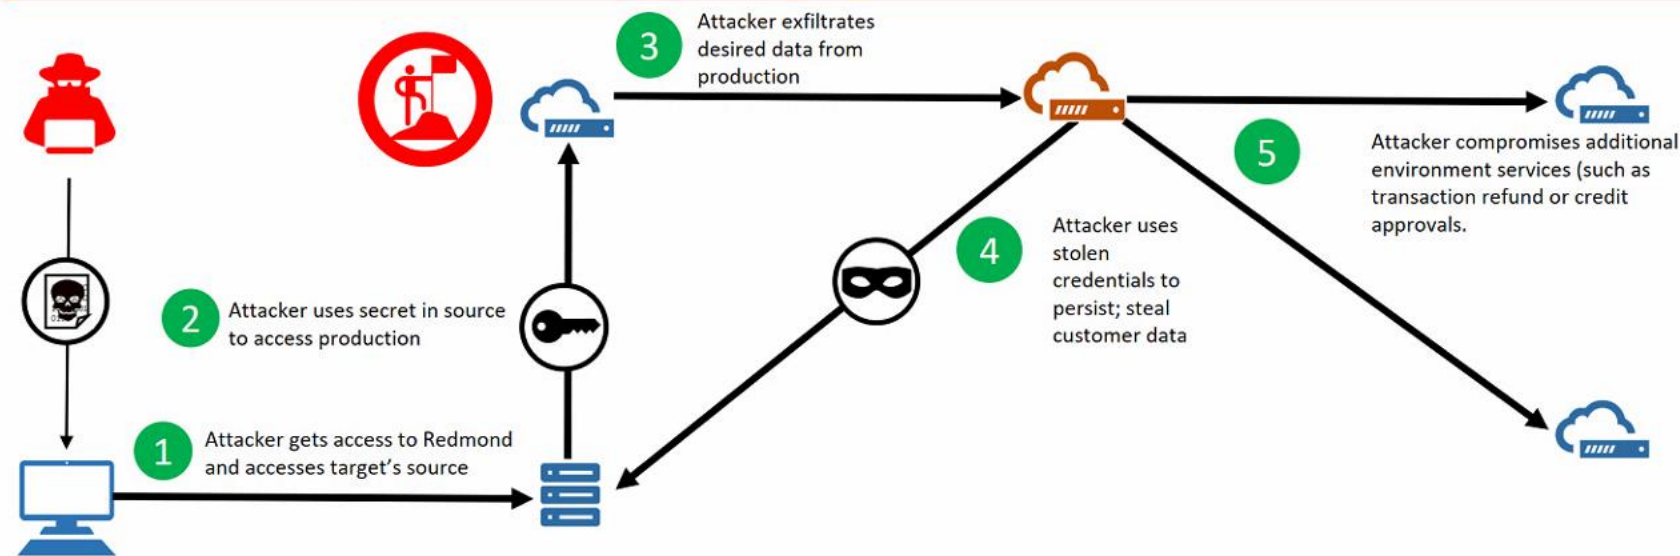 3
Attacker exfiltrates
desired data from
production
5
Attacker compromises additional
environment services (such as
transaction refund or credit
approvals.
4
Attacker uses
stolen
credentials to
persist; steal
customer data
2
Attacker uses secret in source
to access production
1
Attacker gets access to Redmond
and accesses target's source